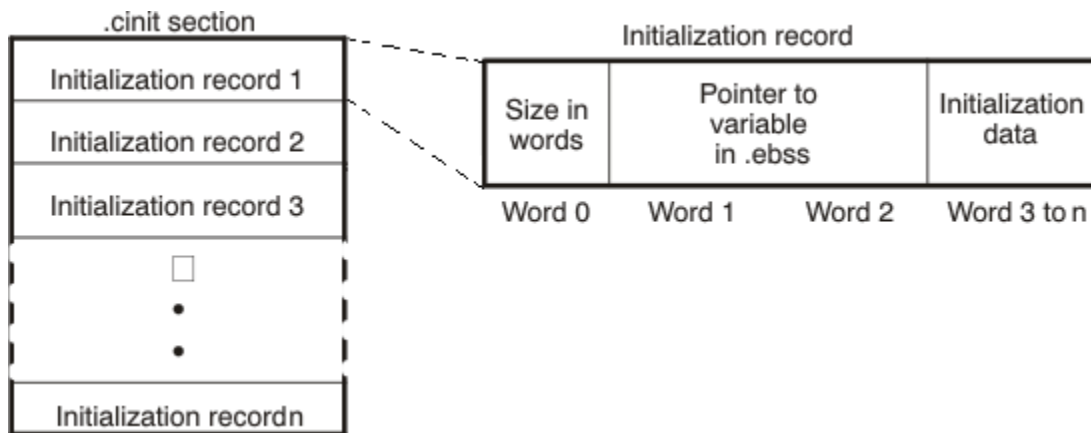 .cinit section
Initialization record 1
Initialization record 2
Initialization record 3
•
•
Initialization recordn
Initialization record
Size in
words
Pointer to
variable
in .ebss
Initialization
data
Word 0
Word 1
Word 2
Word 3 to n